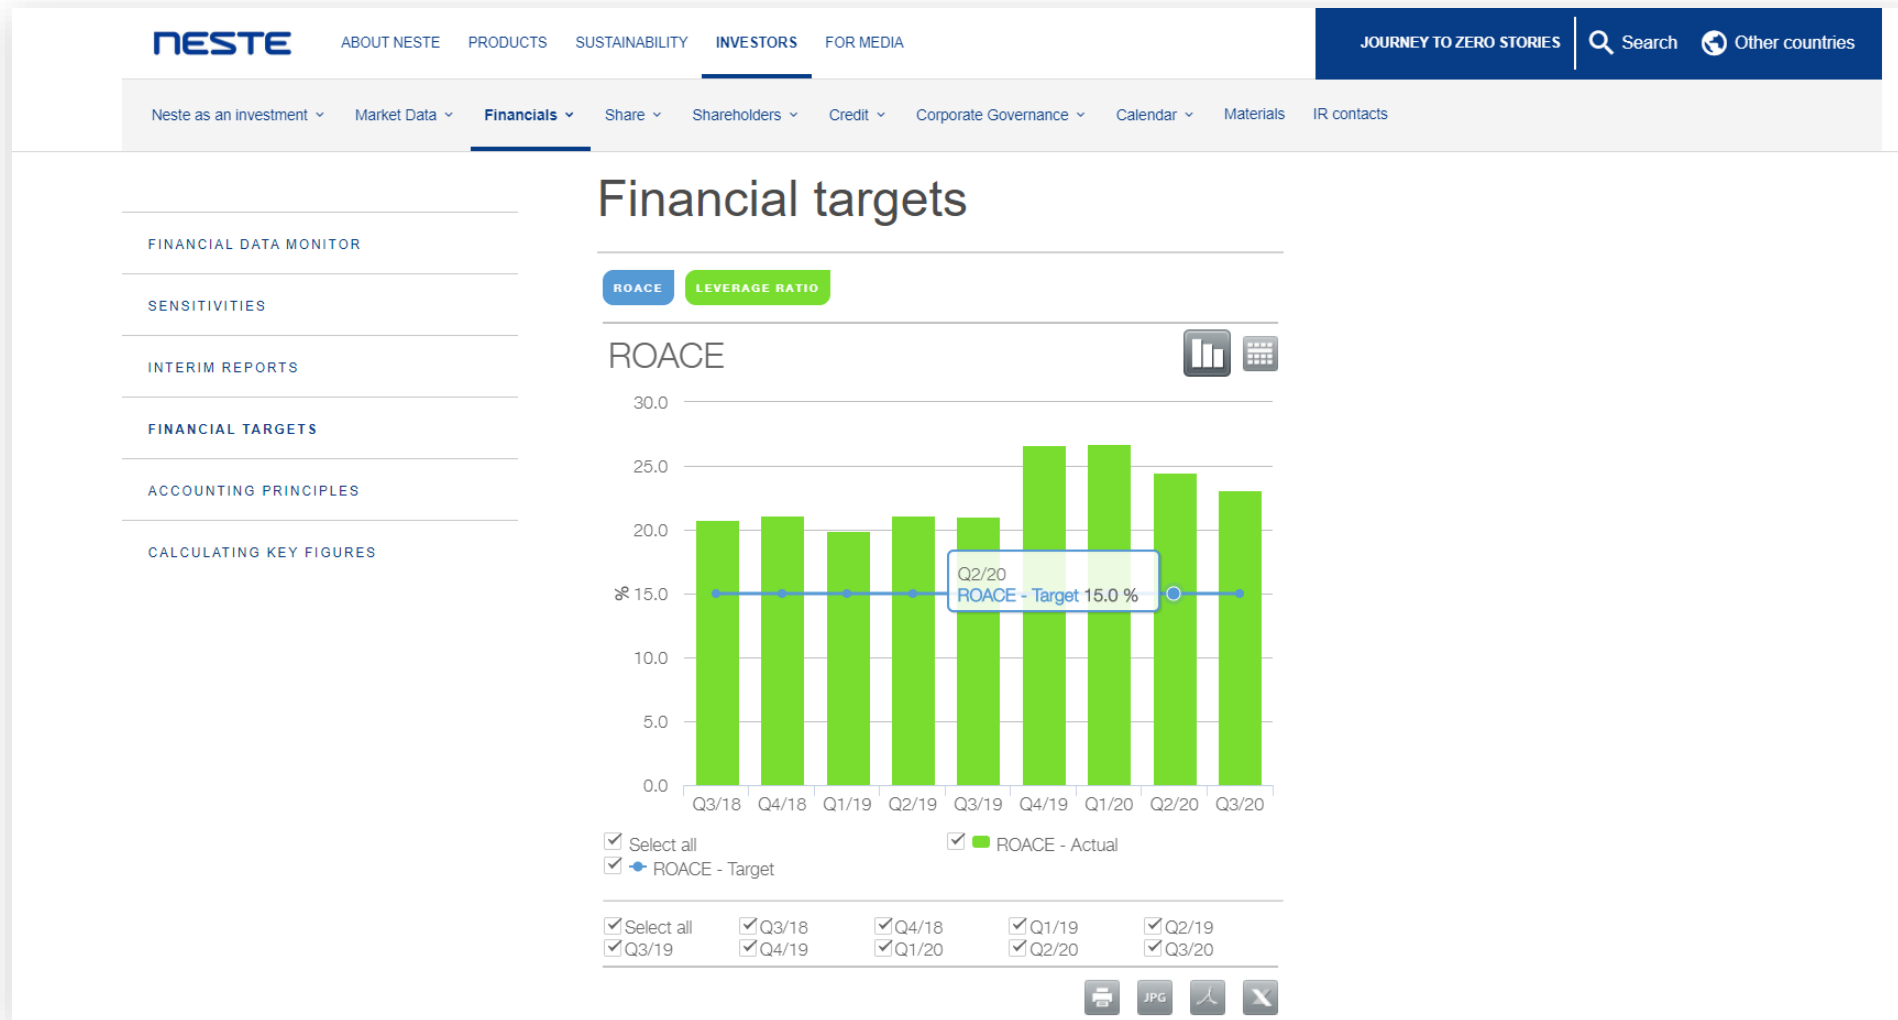 NESTE
ABOUT NESTE PRODUCTS SUSTAINABILITY INVESTORS FOR MEDIA
JOURNEY TO ZERO STORIES Search Other countries
Neste as an investment Market Data Financials Share Shareholders Credit Corporate Governance Calendar Materials IR contacts
FINANCIAL DATA MONITOR
SENSITIVITIES
INTERIM REPORTS
FINANCIAL TARGETS
ACCOUNTING PRINCIPLES
CALCULATING KEY FIGURES
Financial targets
ROACE LEVERAGE RATIO
ROACE
30.0
25.0
20.0
% 15.0
10.0
5.0
0.0
Q2/20
ROACE - Target 15.0 %
Q3/18 Q4/18 Q1/19 Q2/19 Q3/19 Q4/19 Q1/20 Q2/20 Q3/20
Select all ROACE - Actual
ROACE - Target
Select all Q3/18 Q4/18 Q1/19 Q2/19
Q3/19 Q4/19 Q1/20 Q2/20 Q3/20
JPG X